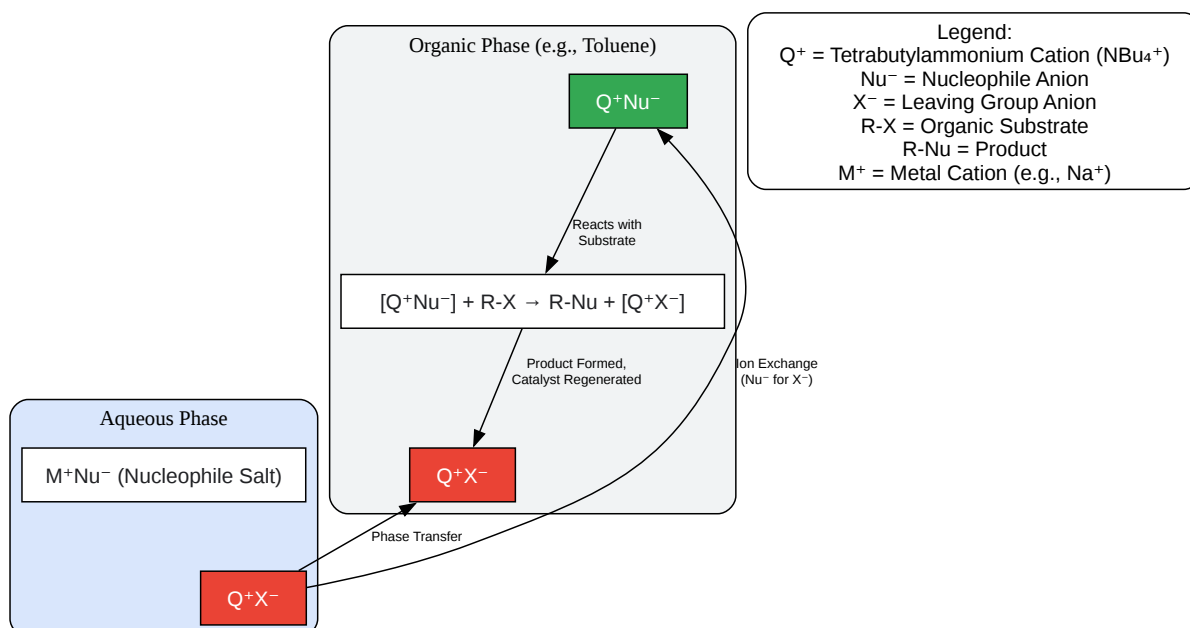 Organic Phase (e.g., Toluene)
Q⁺Nu⁻
Legend:
Q⁺ = Tetrabutylammonium Cation (NBu₄⁺)
Nu⁻ = Nucleophile Anion
X⁻ = Leaving Group Anion
R-X = Organic Substrate
R-Nu = Product
M⁺ = Metal Cation (e.g., Na⁺)
Reacts with
Substrate
[Q⁺Nu⁻] + R-X → R-Nu + [Q⁺X⁻]
Product Formed,
Catalyst Regenerated
Ion Exchange
(Nu⁻ for X⁻)
Aqueous Phase
M⁺Nu⁻ (Nucleophile Salt)
Q⁺X⁻
Phase Transfer
Q⁺X⁻